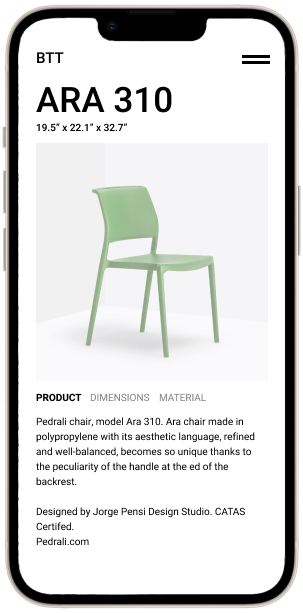 BTT
ARA 310
19.5” x 22.1” x 32.7”
PRODUCT DIMENSIONS MATERIAL
Pedrali chair, model Ara 310. Ara chair made in
polypropylene with its aesthetic language, refined
and well-balanced, becomes so unique thanks to
the peculiarity of the handle at the ed of the
backrest.
Designed by Jorge Pensi Design Studio. CATAS
Certifed.
Pedrali.com